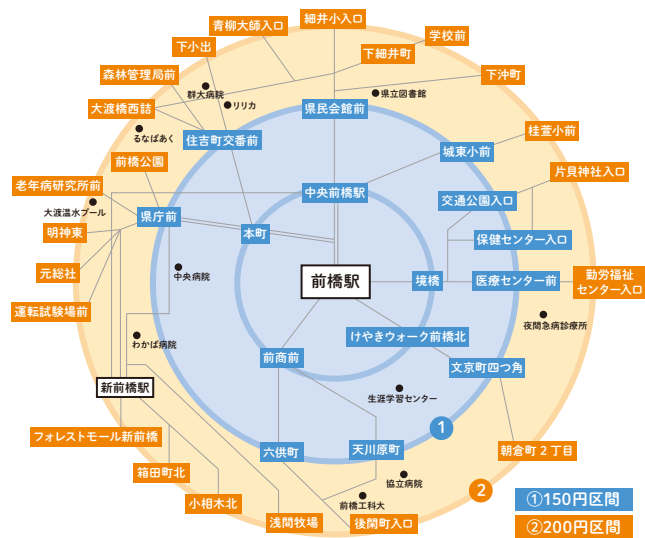 細井小入口
青柳大師入口
学校前
下小出
下細井町
森林管理局前
下沖町
群大病院
県立図書館
リリカ
大渡橋西詰
県民会館前
るなぱあく
住吉町交番前
桂萱小前
城東小前
前橋公園
片貝神社入口
老年病研究所前
中央前橋駅
交通公園入口
大渡温水プール
県庁前
明神東
本町
保健センター入口
元総社
中央病院
前橋駅
境橋
医療センター前
勤労福祉
センター入口
運転試験場前
夜間急病診療所
わかば病院
けやきウォーク前橋北
前商前
文京町四つ角
新前橋駅
生涯学習センター
1
フォレストモール新前橋
六供町
天川原町
朝倉町2丁目
箱田町北
協立病院
2
小相木北
前橋工科大
①150円区間
浅間牧場
後閑町入口
②200円区間